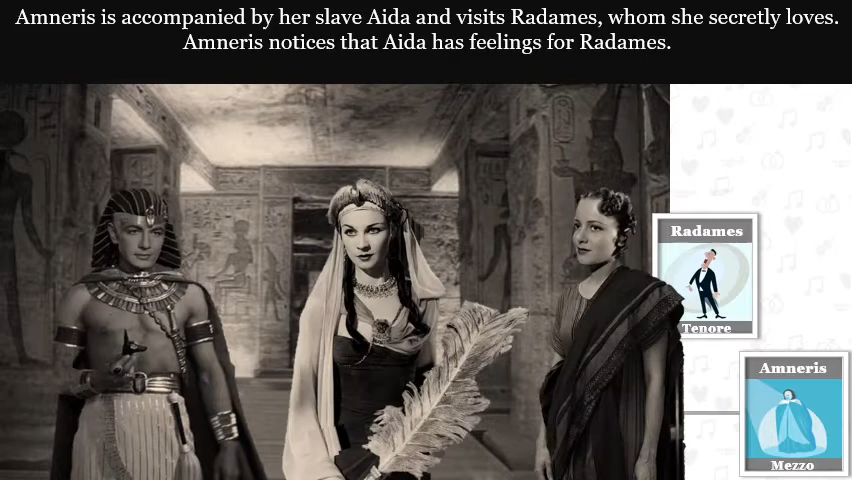 Amneris is accompanied by her slave Aida and visits Radames, whom she secretly loves.
Amneris notices that Aida has feelings for Radames.
Radames
Tenore
Amneris
Mezzo